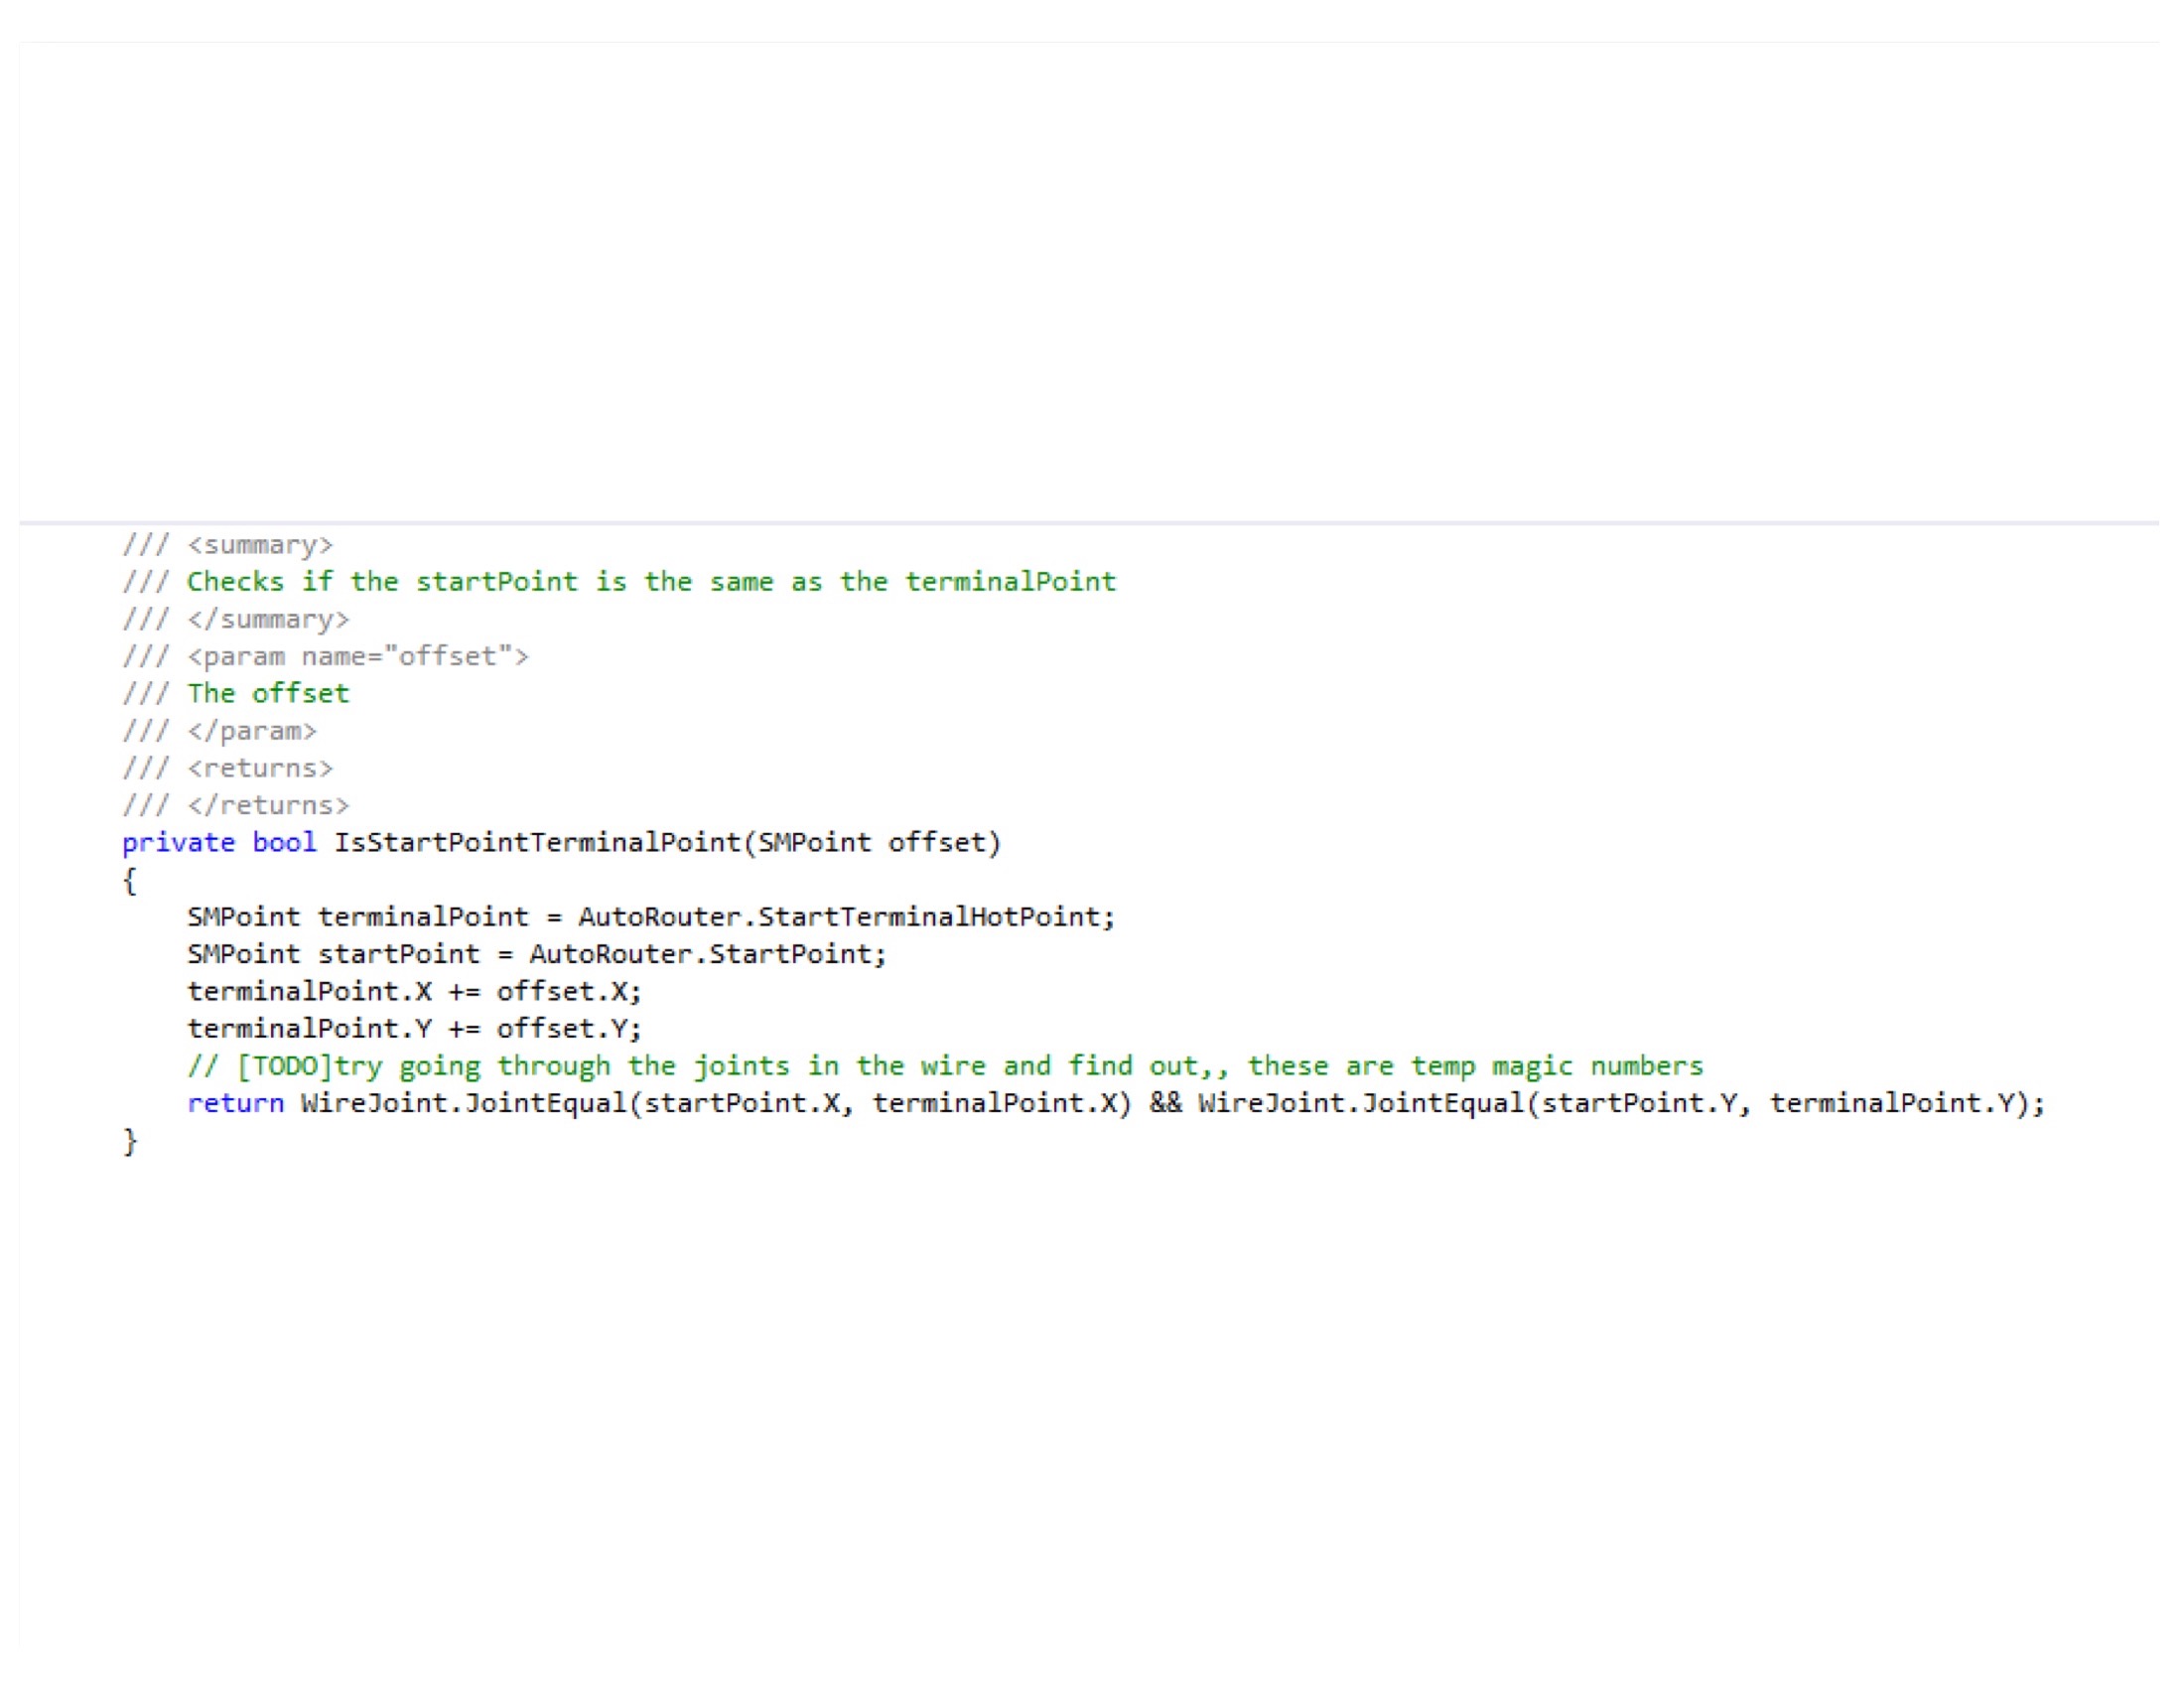 /// <summary>
/// Checks if the startPoint is the same as the terminalPoint
/// </summary>
/// <param name="offset">
/// The offset
/// </param>
/// <returns>
/// </returns>
private bool IsStartPointTerminalPoint(SMPoint offset)
{
    SMPoint terminalPoint = AutoRouter.StartTerminalHotPoint;
    SMPoint startPoint = AutoRouter.StartPoint;
    terminalPoint.X += offset.X;
    terminalPoint.Y += offset.Y;
    // [TODO]try going through the joints in the wire and find out,, these are temp magic numbers
    return WireJoint.JointEqual(startPoint.X, terminalPoint.X) && WireJoint.JointEqual(startPoint.Y, terminalPoint.Y);
}